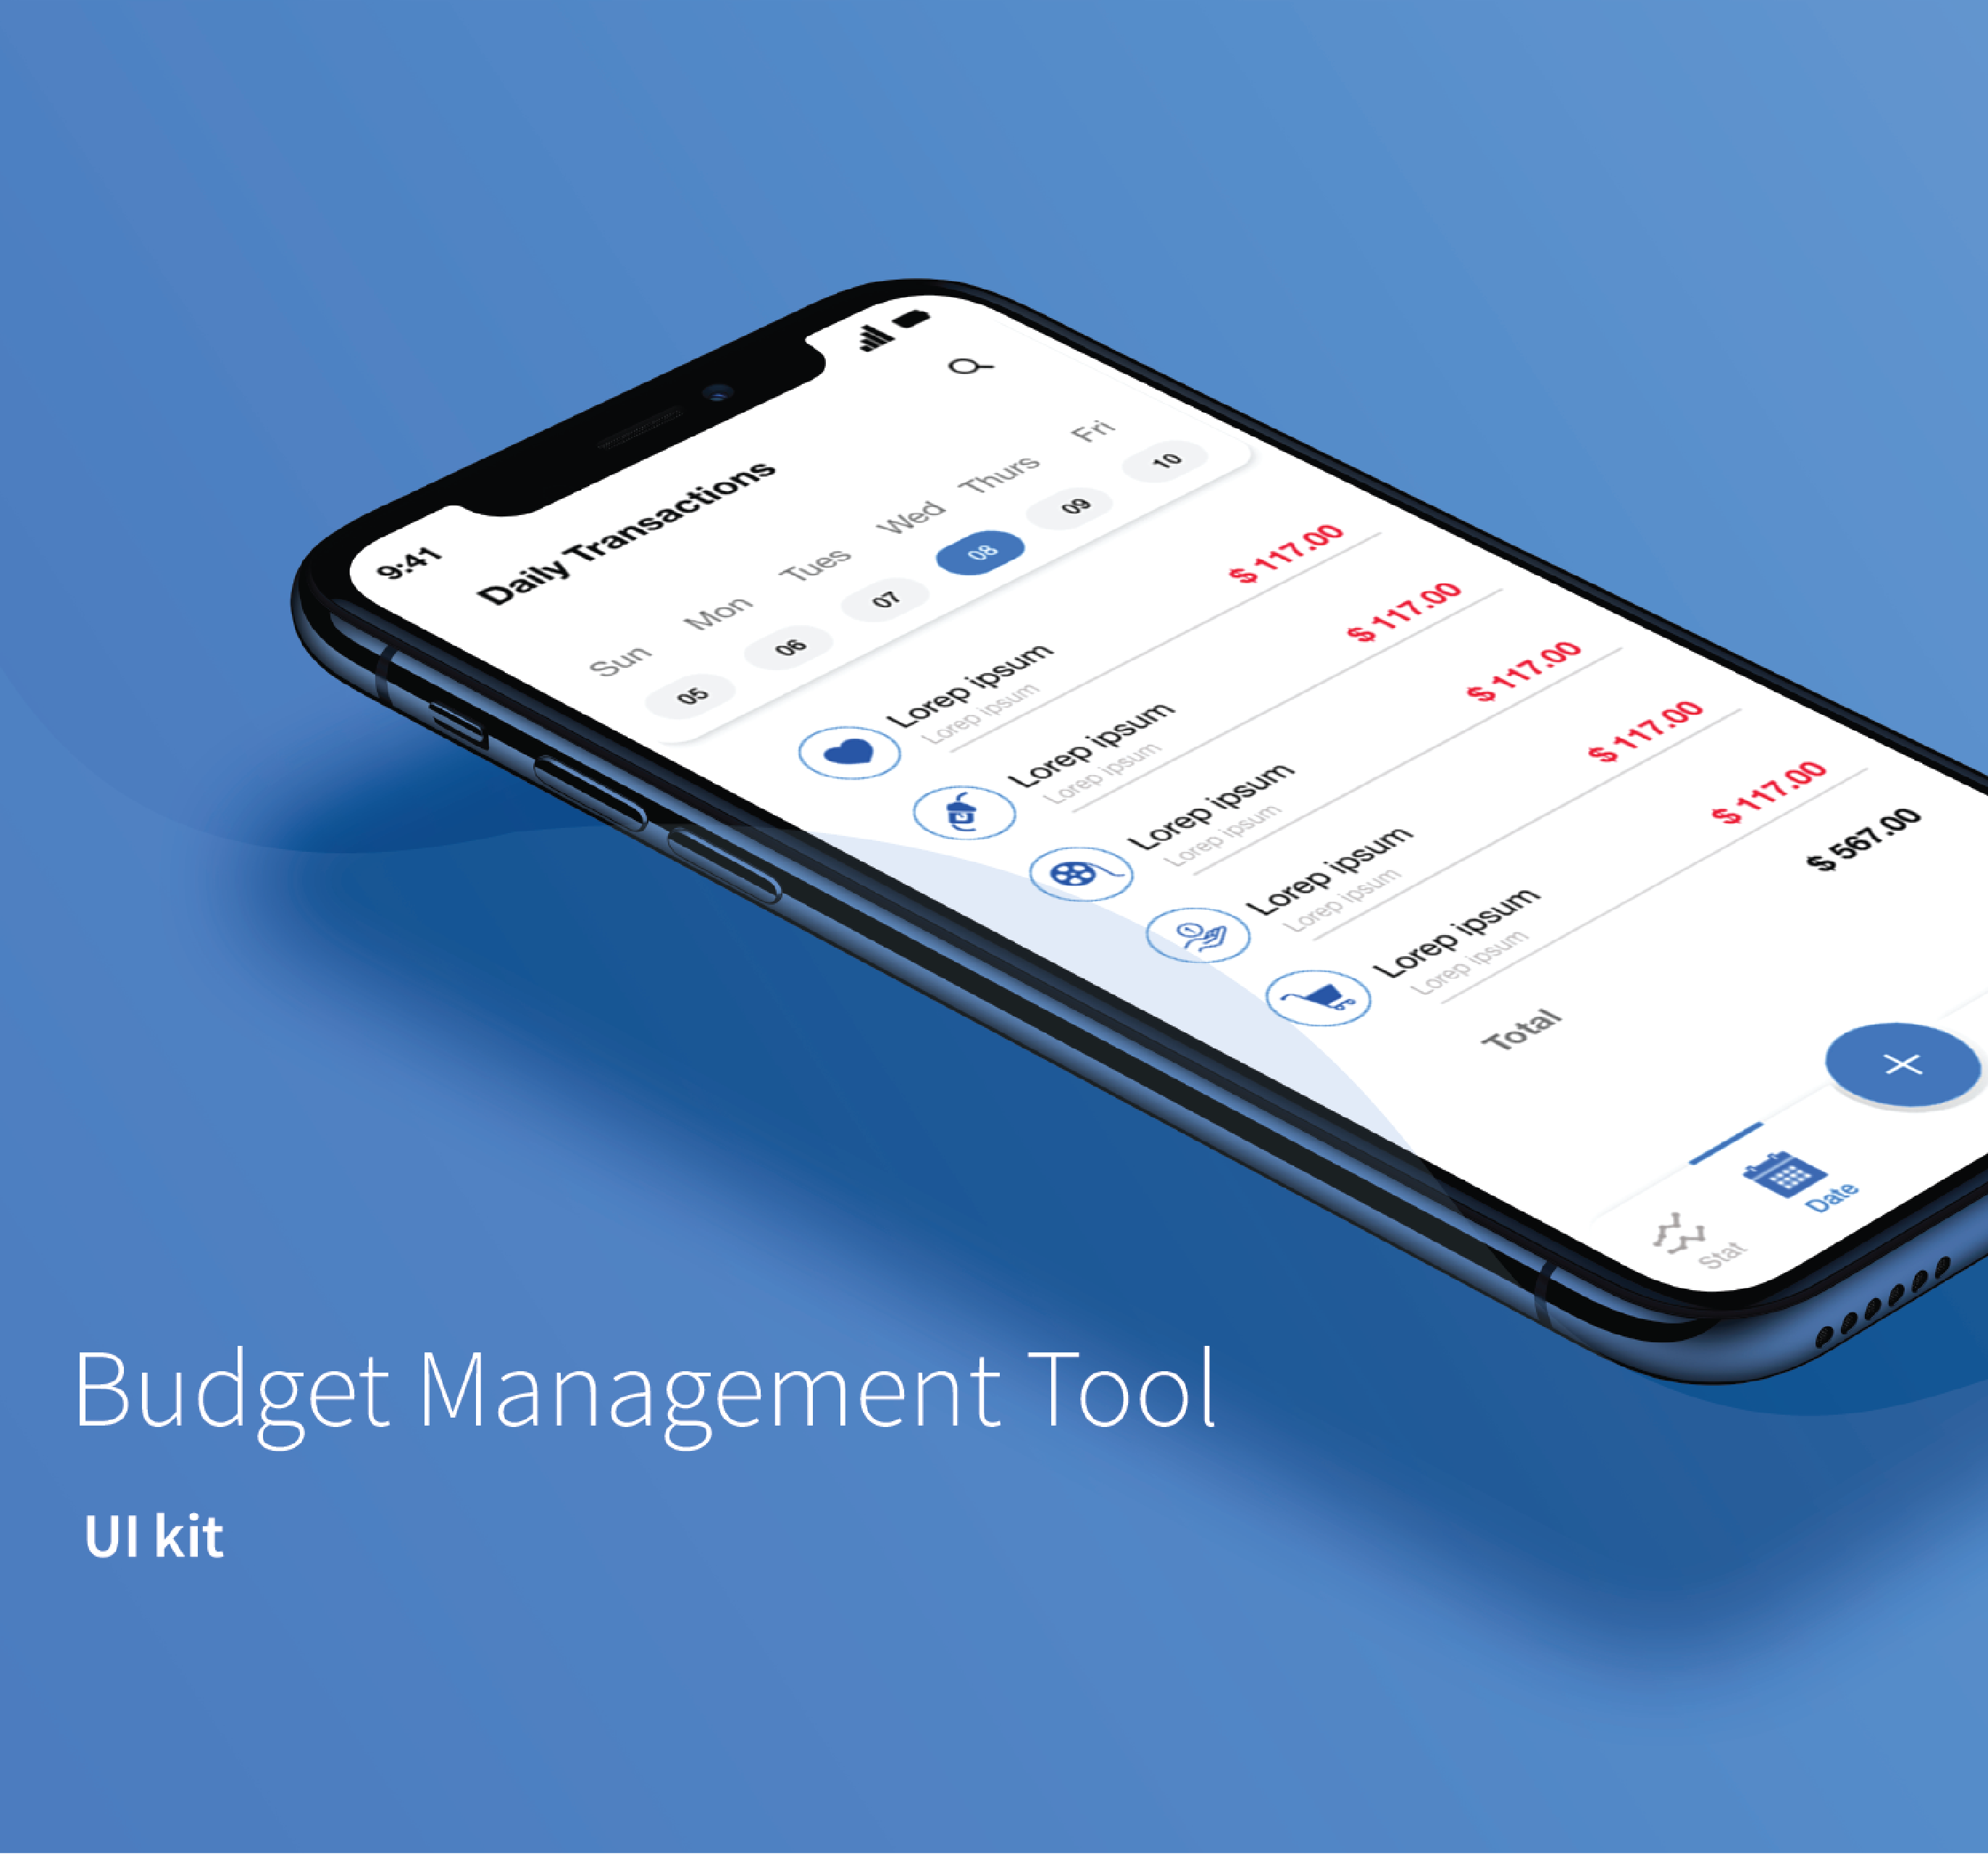 9:41
Daily Transactions
Sun Mon Tues Wed Thurs Fri
05 06 07 08 09 10
Lorep ipsum $ 117.00
Lorep ipsum
Lorep ipsum $ 117.00
Lorep ipsum
Lorep ipsum $ 117.00
Lorep ipsum
Lorep ipsum $ 117.00
Lorep ipsum
Lorep ipsum $ 117.00
Lorep ipsum
Total $ 567.00
Stat Date
Budget Management Tool
UI kit